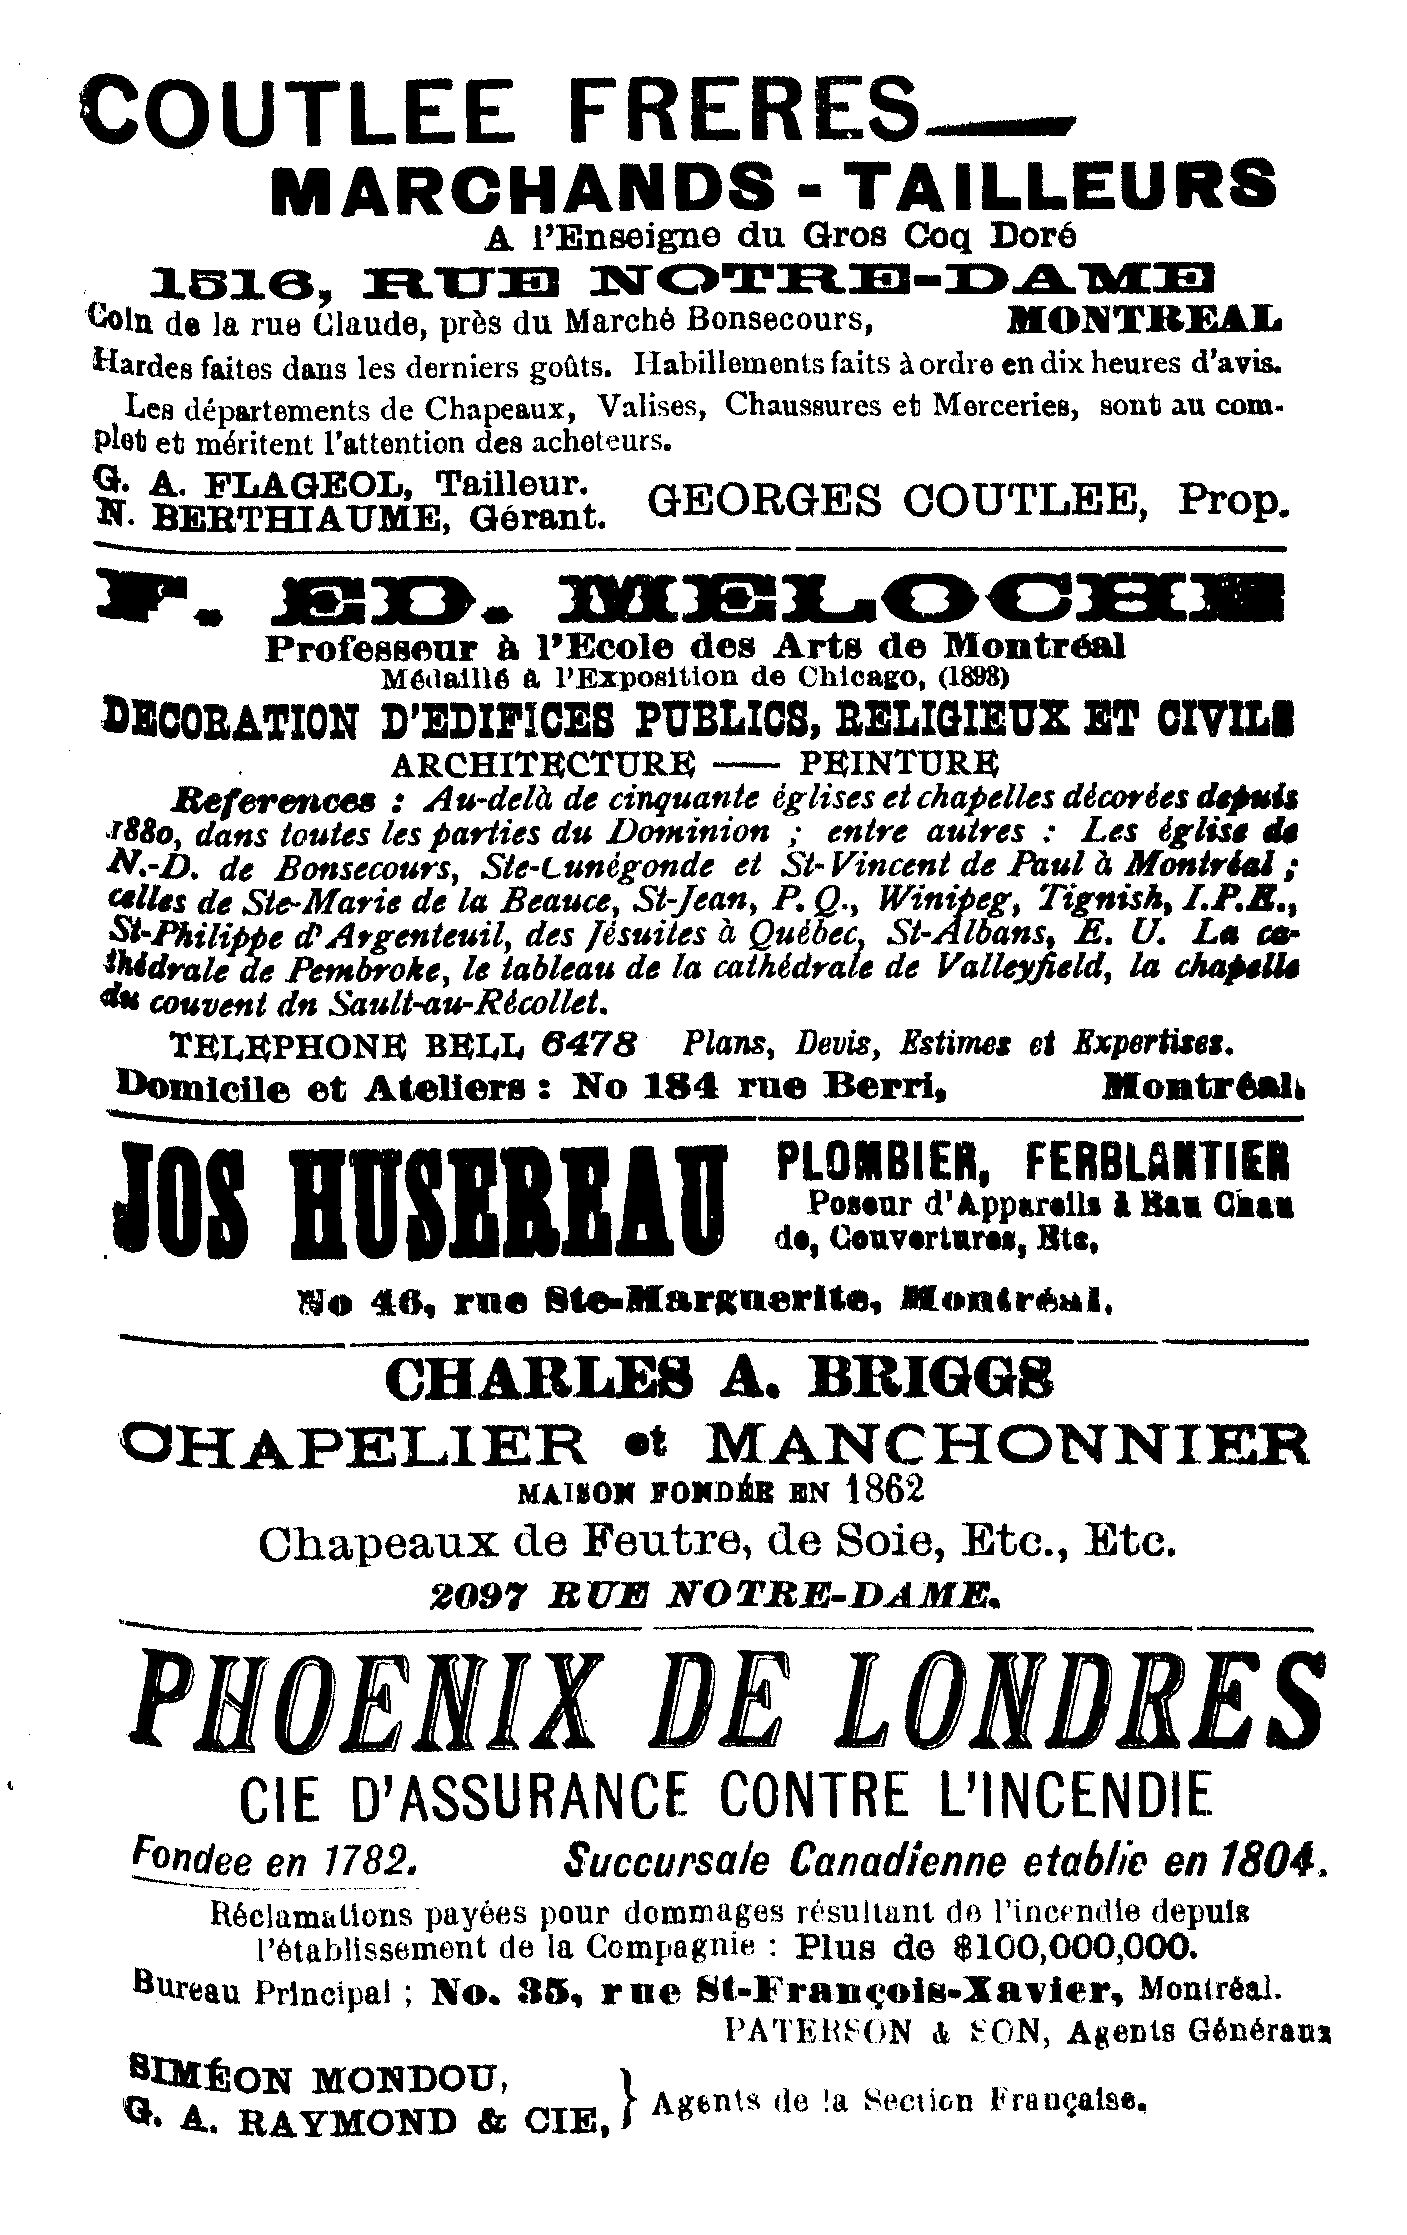 COUTLEE FRERES
MARCHANDS - TAILLEURS
A l'Enseigne du Gros Coq Doré
1516, RUE NOTRE-DAME
Coin de la rue Claude, près du Marché Bonsecours, MONTREAL
Hardes faites dans les derniers goûts. Habillements faits à ordre en dix heures d'avis.
Les départements de Chapeaux, Valises, Chaussures et Merceries, sont au com-
plet et méritent l'attention des acheteurs.
G. A. FLAGEOL, Tailleur.
N. BERTHIAUME, Gérant.
GEORGES COUTLEE, Prop.
F. ED. MELOCHE
Professeur à l'Ecole des Arts de Montréal
Médaillé à l'Exposition de Chicago, (1893)
DECORATION D'EDIFICES PUBLICS, RELIGIEUX ET CIVILS
ARCHITECTURE — PEINTURE
References : Au-delà de cinquante églises et chapelles décorées depuis
1880, dans toutes les parties du Dominion ; entre autres : Les église de
N.-D. de Bonsecours, Ste-Cunégonde et St-Vincent de Paul à Montréal ;
celles de Ste-Marie de la Beauce, St-Jean, P. Q., Winipeg, Tignish, I.P.E.,
St-Philippe d'Argenteuil, des Jésuites à Québec, St-Albans, E. U. La ca-
thédrale de Pembroke, le tableau de la cathédrale de Valleyfield, la chapelle
du couvent dn Sault-au-Récollet.
TELEPHONE BELL 6478 Plans, Devis, Estimes et Expertises.
Domicile et Ateliers : No 184 rue Berri, Montréal.
JOS HUSEREAU
PLOMBIER, FERBLANTIER
Poseur d'Appareils à Eau Chau
de, Couvertures, Etc.
No 46, rue Ste-Marguerite, Montréal.
CHARLES A. BRIGGS
CHAPELIER et MANCHONNIER
MAISON FONDÉE EN 1862
Chapeaux de Feutre, de Soie, Etc., Etc.
2097 RUE NOTRE-DAME.
PHOENIX DE LONDRES
CIE D'ASSURANCE CONTRE L'INCENDIE
Fondee en 1782. Succursale Canadienne etablie en 1804.
Réclamations payées pour dommages résultant de l'incendie depuis
l'établissement de la Compagnie : Plus de $100,000,000.
Bureau Principal ; No. 35, rue St-François-Xavier, Montréal.
PATERSON & SON, Agents Généraux
SIMÉON MONDOU,
G. A. RAYMOND & CIE, } Agents de la Section Française.